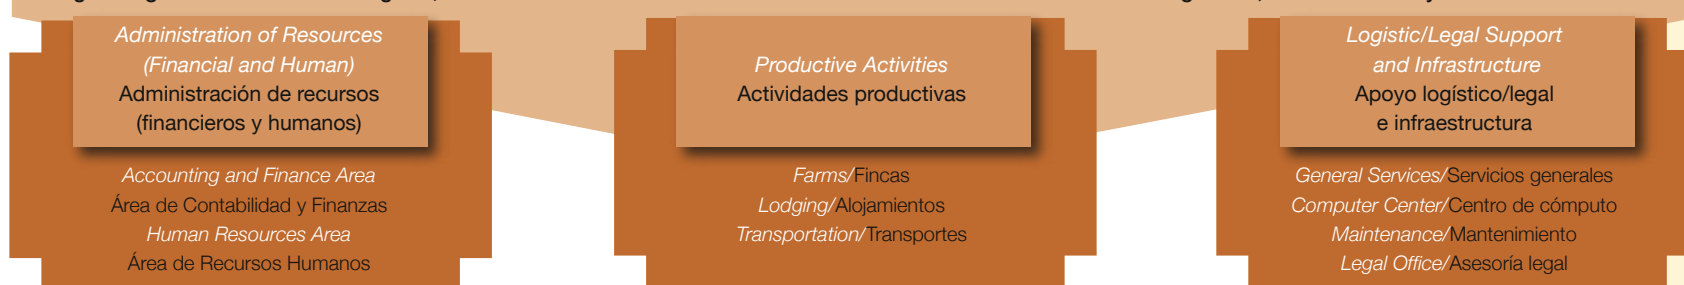 Administration of Resources
(Financial and Human)
Administración de recursos
(financieros y humanos)
Accounting and Finance Area
Área de Contabilidad y Finanzas
Human Resources Area
Área de Recursos Humanos
Productive Activities
Actividades productivas
Farms/Fincas
Lodging/Alojamientos
Transportation/Transportes
Logistic/Legal Support
and Infrastructure
Apoyo logístico/legal
e infraestructura
General Services/Servicios generales
Computer Center/Centro de cómputo
Maintenance/Mantenimiento
Legal Office/Asesoría legal